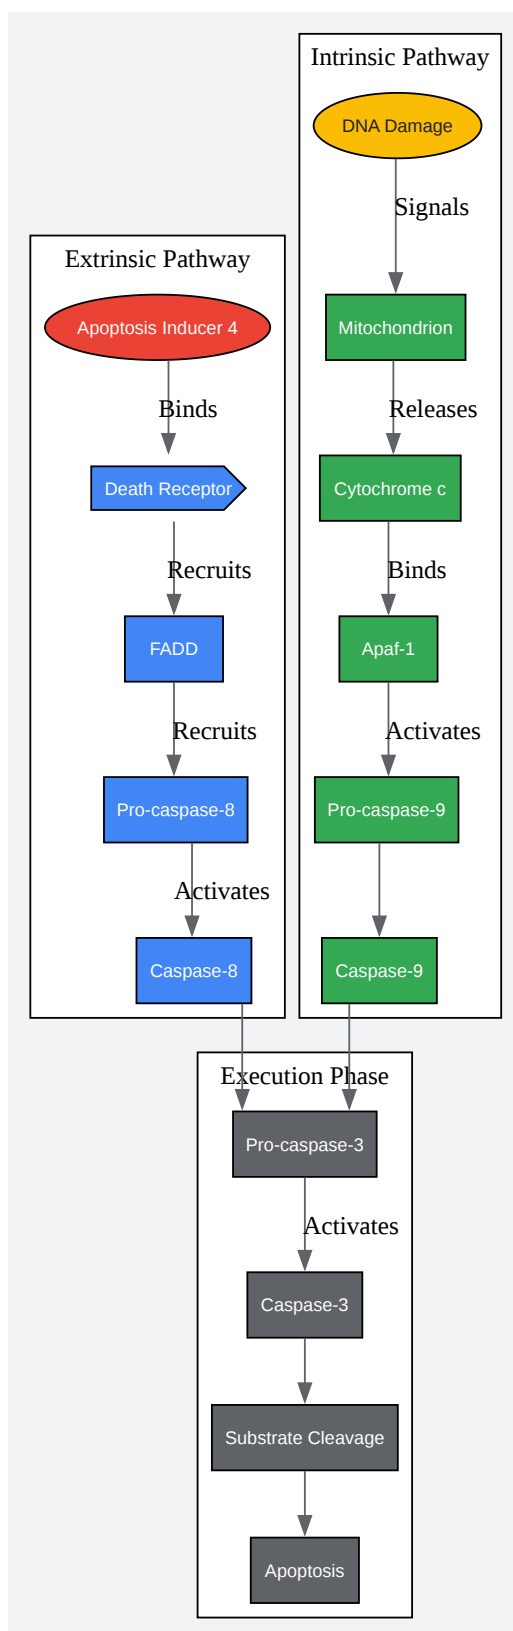 Intrinsic Pathway
DNA Damage
Signals
Mitochondrion
Releases
Cytochrome c
Binds
Apaf-1
Activates
Pro-caspase-9
Caspase-9
Extrinsic Pathway
Apoptosis Inducer 4
Binds
Death Receptor
Recruits
FADD
Recruits
Pro-caspase-8
Activates
Caspase-8
Execution Phase
Pro-caspase-3
Activates
Caspase-3
Substrate Cleavage
Apoptosis